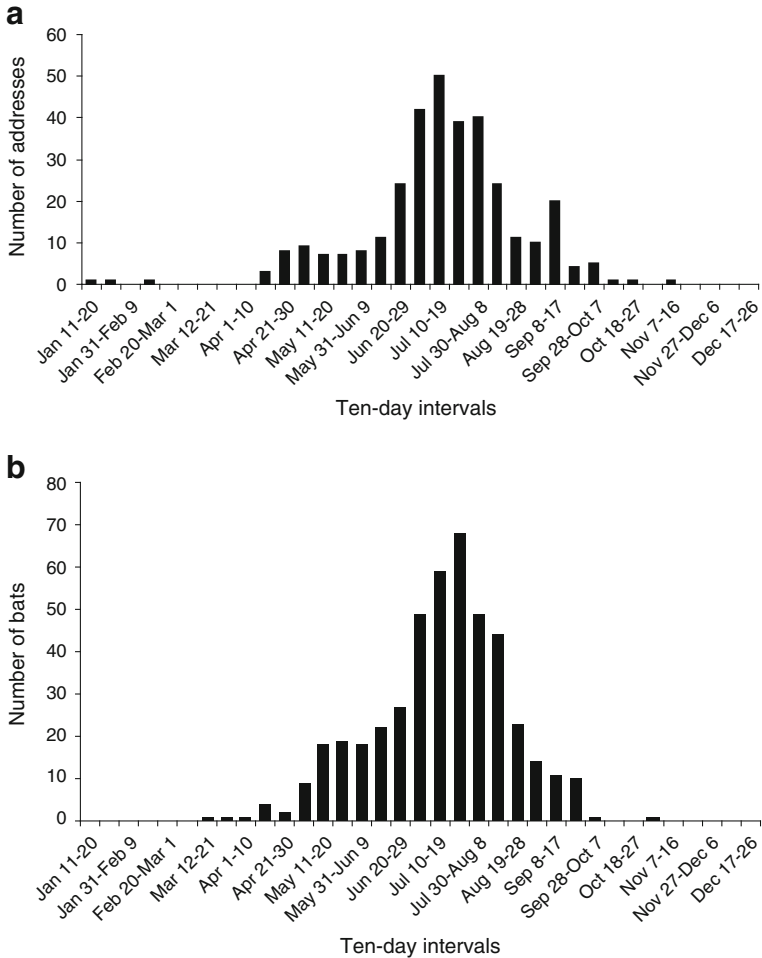 a
60
50
40
30
20
10
0
Number of addresses
Jan 11-20
Jan 31-Feb 9
Feb 20-Mar 1
Mar 12-21
Apr 1-10
Apr 21-30
May 11-20
May 31-Jun 9
Jun 20-29
Jul 10-19
Jul 30-Aug 8
Aug 19-28
Sep 8-17
Sep 28-Oct 7
Oct 18-27
Nov 7-16
Nov 27-Dec 6
Dec 17-26
Ten-day intervals
b
80
70
60
50
40
30
20
10
0
Number of bats
Jan 11-20
Jan 31-Feb 9
Feb 20-Mar 1
Mar 12-21
Apr 1-10
Apr 21-30
May 11-20
May 31-Jun 9
Jun 20-29
Jul 10-19
Jul 30-Aug 8
Aug 19-28
Sep 8-17
Sep 28-Oct 7
Oct 18-27
Nov 7-16
Nov 27-Dec 6
Dec 17-26
Ten-day intervals